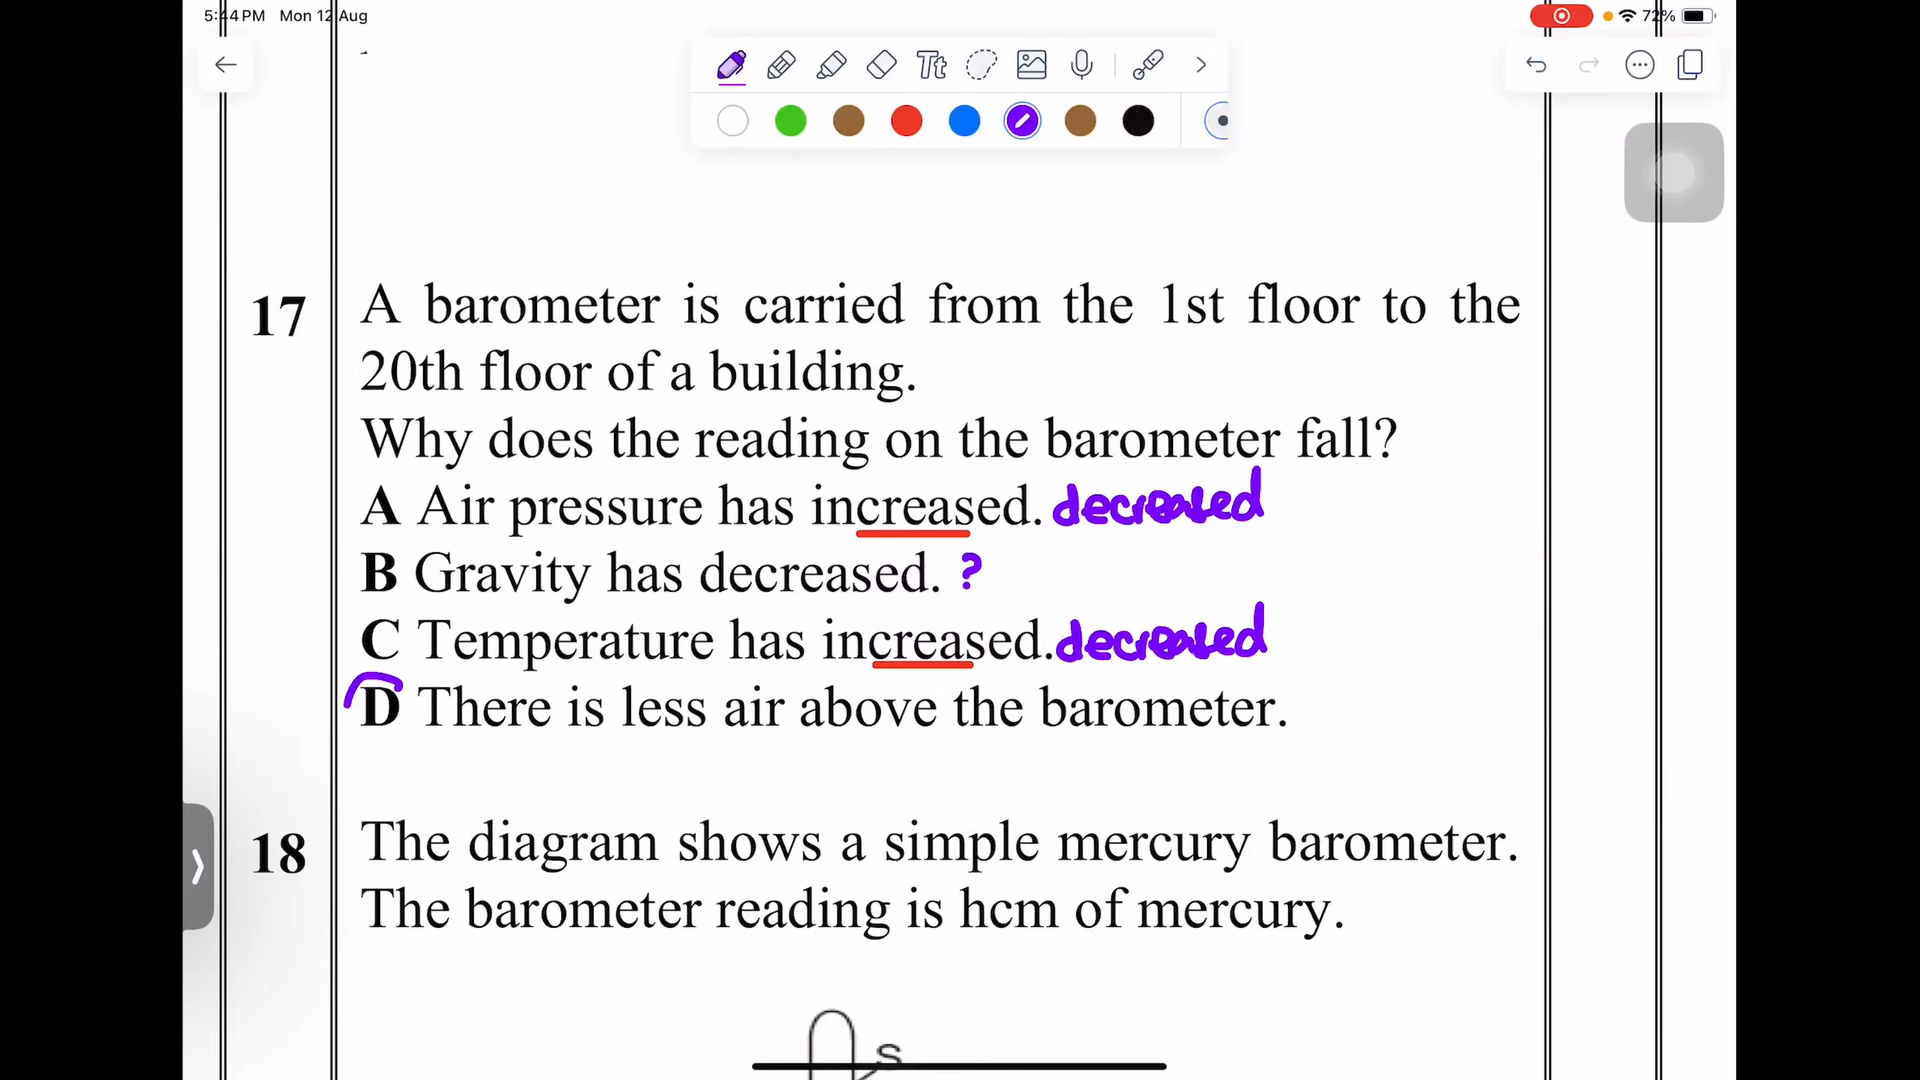 5:44 PM Mon 12 Aug
72%
Tt
17 A barometer is carried from the 1st floor to the
20th floor of a building.
Why does the reading on the barometer fall?
A Air pressure has increased. decreased
B Gravity has decreased. ?
C Temperature has increased. decreased
D There is less air above the barometer.
18 The diagram shows a simple mercury barometer.
The barometer reading is hcm of mercury.
S